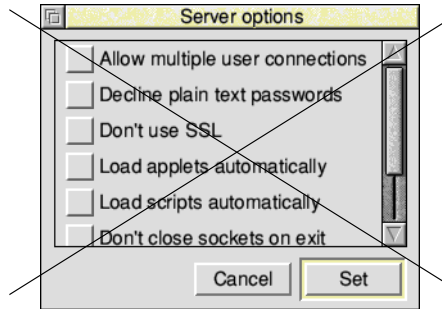 Server options
Allow multiple user connections
Decline plain text passwords
Don't use SSL
Load applets automatically
Load scripts automatically
Don't close sockets on exit
Cancel Set